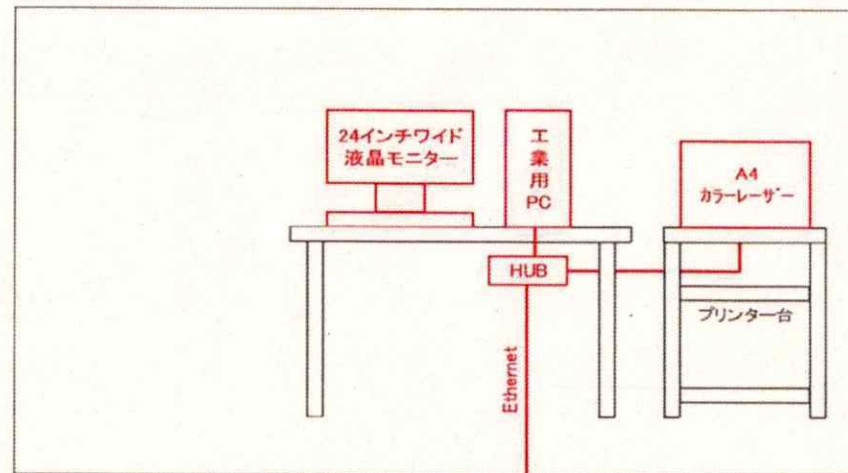 24インチワイド
液晶モニター
工
業
用
PC
A4
カラーレーザー
HUB
プリンター台
Ethernet